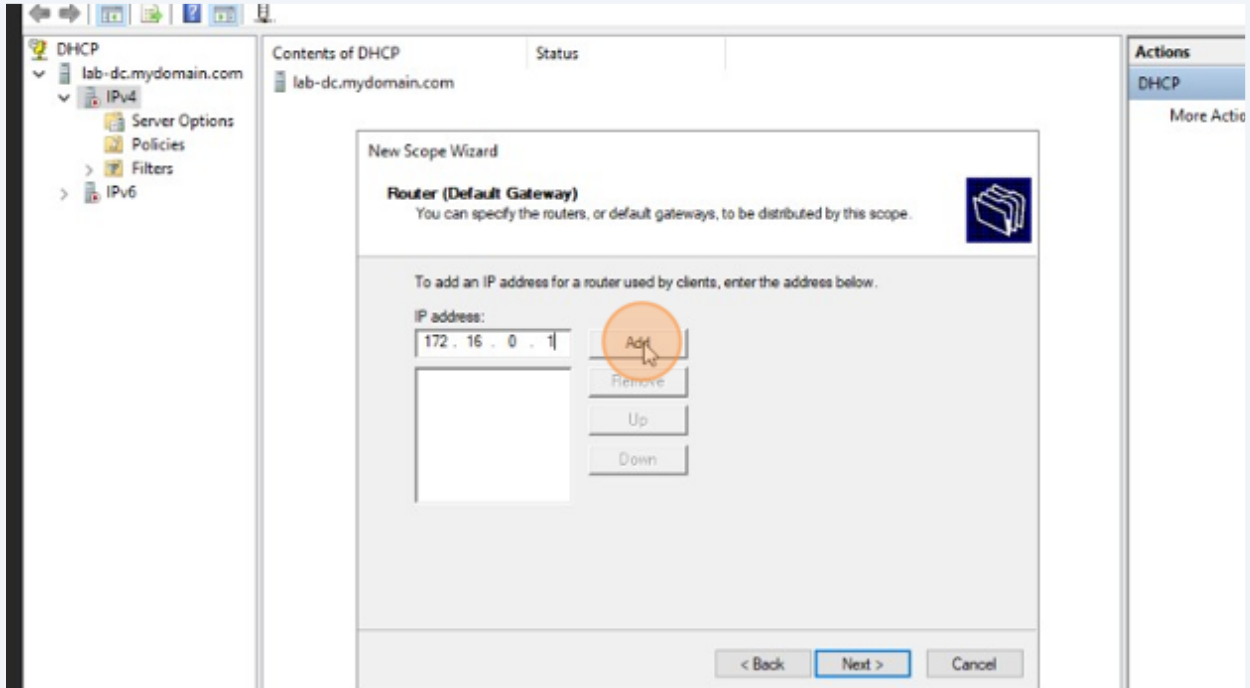 DHCP
lab-dc.mydomain.com
IPv4
Server Options
Policies
Filters
IPv6
Contents of DHCP Status
lab-dc.mydomain.com
New Scope Wizard
Router (Default Gateway)
You can specify the routers, or default gateways, to be distributed by this scope.
To add an IP address for a router used by clients, enter the address below.
IP address:
172 . 16 . 0 . 1
Add
Remove
Up
Down
< Back Next > Cancel
Actions
DHCP
More Actio